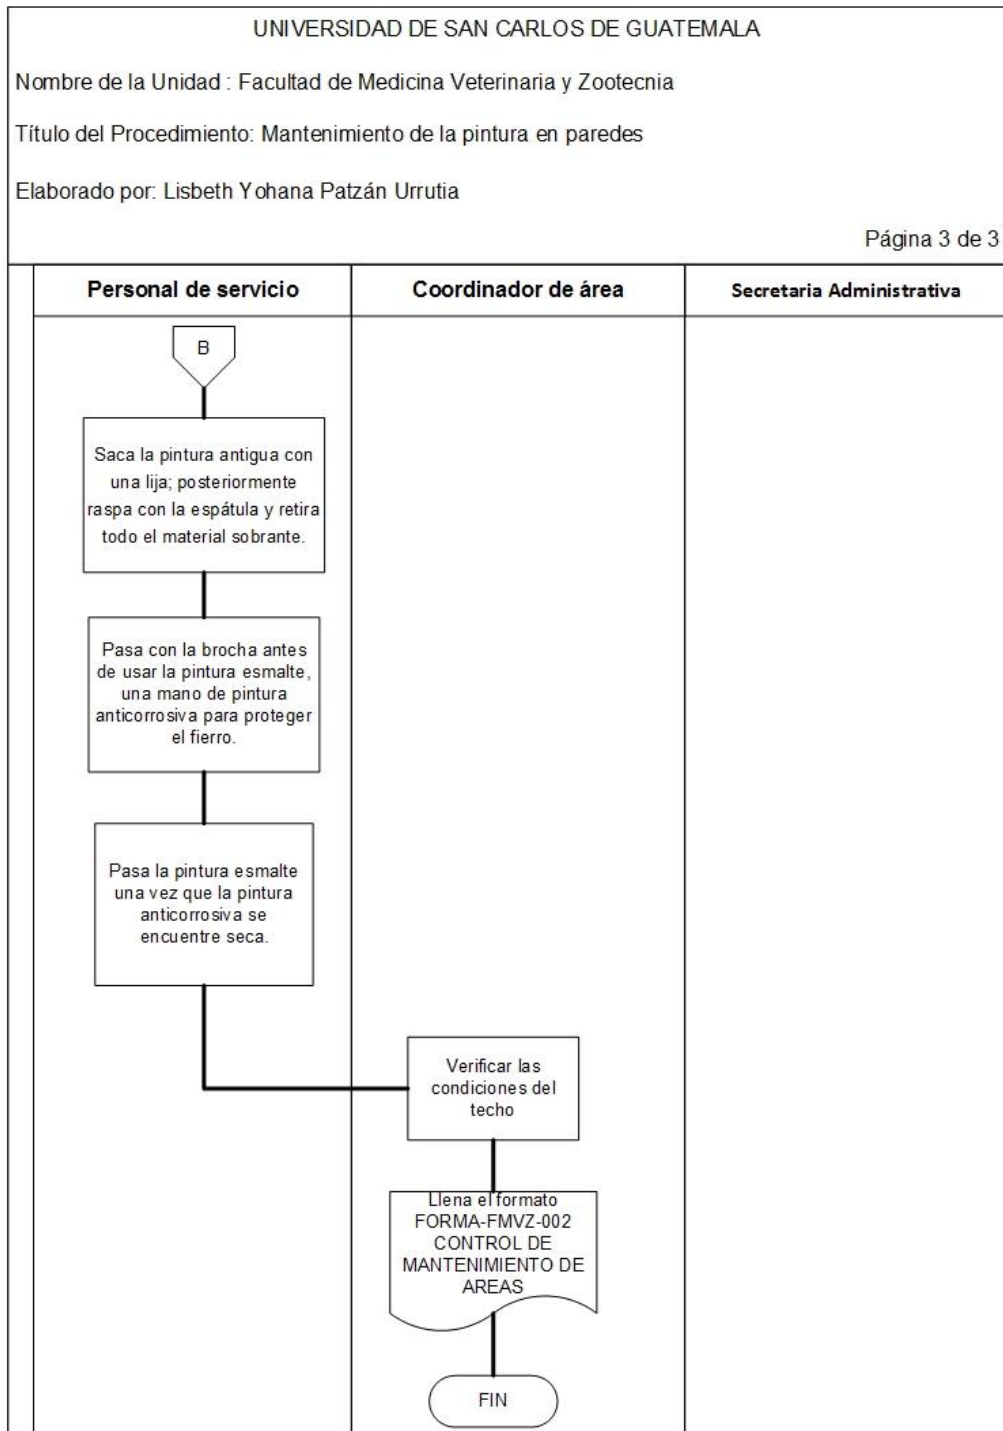 UNIVERSIDAD DE SAN CARLOS DE GUATEMALA
Nombre de la Unidad : Facultad de Medicina Veterinaria y Zootecnia
Título del Procedimiento: Mantenimiento de la pintura en paredes
Elaborado por: Lisbeth Yohana Patzán Urrutia
Página 3 de 3
Personal de servicio
Coordinador de área
Secretaria Administrativa
B
Saca la pintura antigua con
una lija; posteriormente
raspa con la espátula y retira
todo el material sobrante.
Pasa con la brocha antes
de usar la pintura esmalte,
una mano de pintura
anticorrosiva para proteger
el fierro.
Pasa la pintura esmalte
una vez que la pintura
anticorrosiva se
encuentre seca.
Verificar las
condiciones del
techo
Llena el formato
FORMA-FMVZ-002
CONTROL DE
MANTENIMIENTO DE
AREAS
FIN